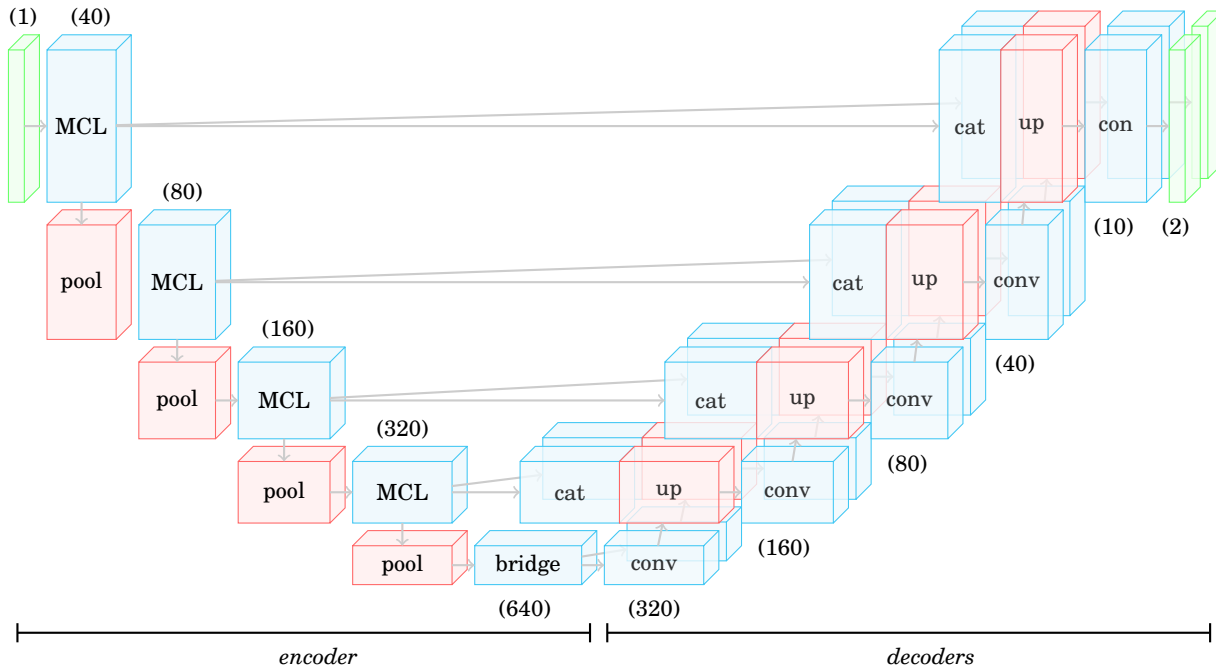 (1)
(40)
MCL
cat
up
con
(80)
(10)
(2)
pool
MCL
cat
up
conv
(160)
(40)
pool
MCL
cat
up
conv
(320)
(80)
pool
MCL
cat
up
conv
(160)
pool
bridge
conv
(640)
(320)
encoder
decoders